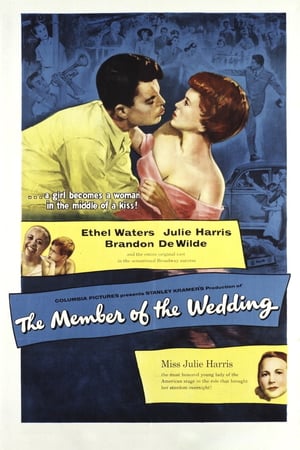 ...a girl becomes a woman
in the middle of a kiss!
Ethel Waters Julie Harris
Brandon De Wilde
and the entire original cast
in the sensational Broadway success
COLUMBIA PICTURES presents STANLEY KRAMER'S Production of
The Member of the Wedding
Miss Julie Harris
...the most honored young lady of the
American stage in the role that brought
her stardom overnight!